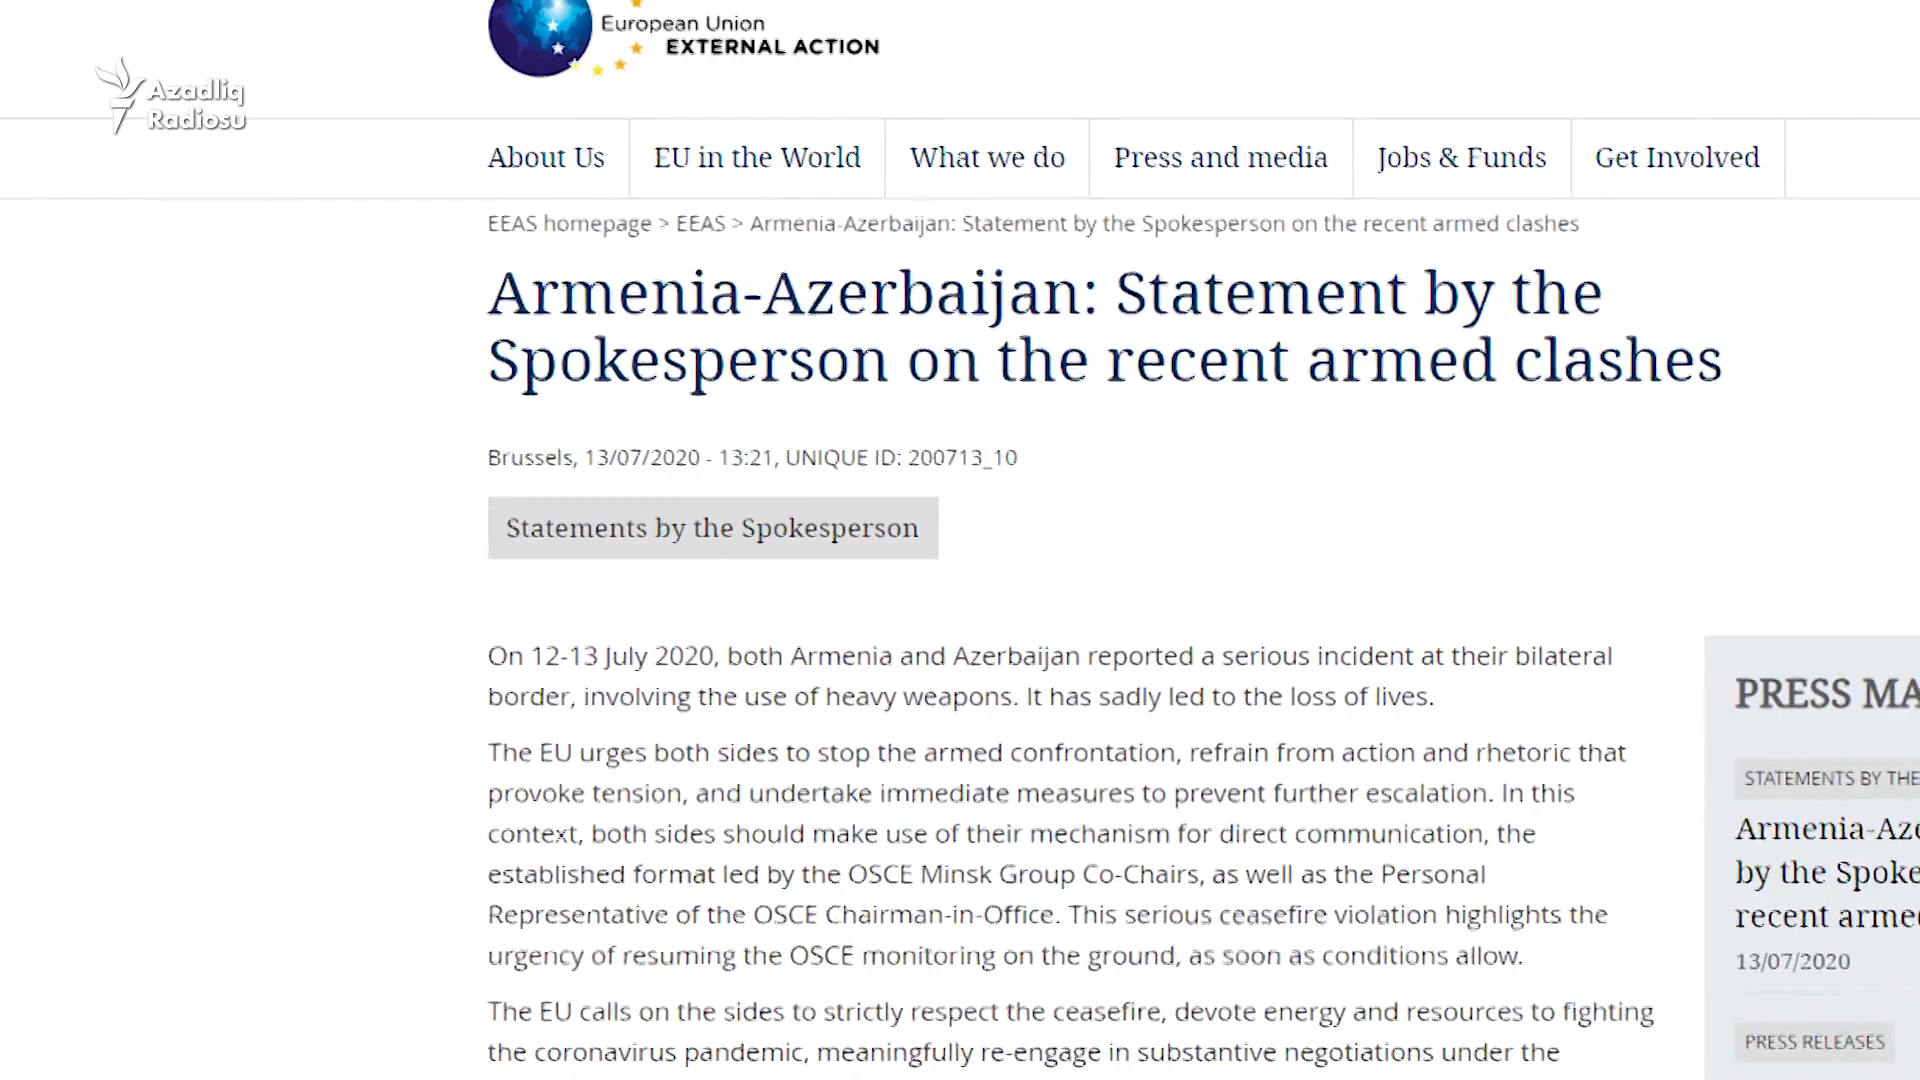 European Union
EXTERNAL ACTION
Azadlıq
Radiosu
About Us
EU in the World
What we do
Press and media
Jobs & Funds
Get Involved
EEAS homepage > EEAS > Armenia-Azerbaijan: Statement by the Spokesperson on the recent armed clashes
Armenia-Azerbaijan: Statement by the
Spokesperson on the recent armed clashes
Brussels, 13/07/2020 - 13:21, UNIQUE ID: 200713_10
Statements by the Spokesperson
On 12-13 July 2020, both Armenia and Azerbaijan reported a serious incident at their bilateral
border, involving the use of heavy weapons. It has sadly led to the loss of lives.
The EU urges both sides to stop the armed confrontation, refrain from action and rhetoric that
provoke tension, and undertake immediate measures to prevent further escalation. In this
context, both sides should make use of their mechanism for direct communication, the
established format led by the OSCE Minsk Group Co-Chairs, as well as the Personal
Representative of the OSCE Chairman-in-Office. This serious ceasefire violation highlights the
urgency of resuming the OSCE monitoring on the ground, as soon as conditions allow.
The EU calls on the sides to strictly respect the ceasefire, devote energy and resources to fighting
the coronavirus pandemic, meaningfully re-engage in substantive negotiations under the
PRESS MA
STATEMENTS BY THE
Armenia-Aze
by the Spoke
recent armed
13/07/2020
PRESS RELEASES